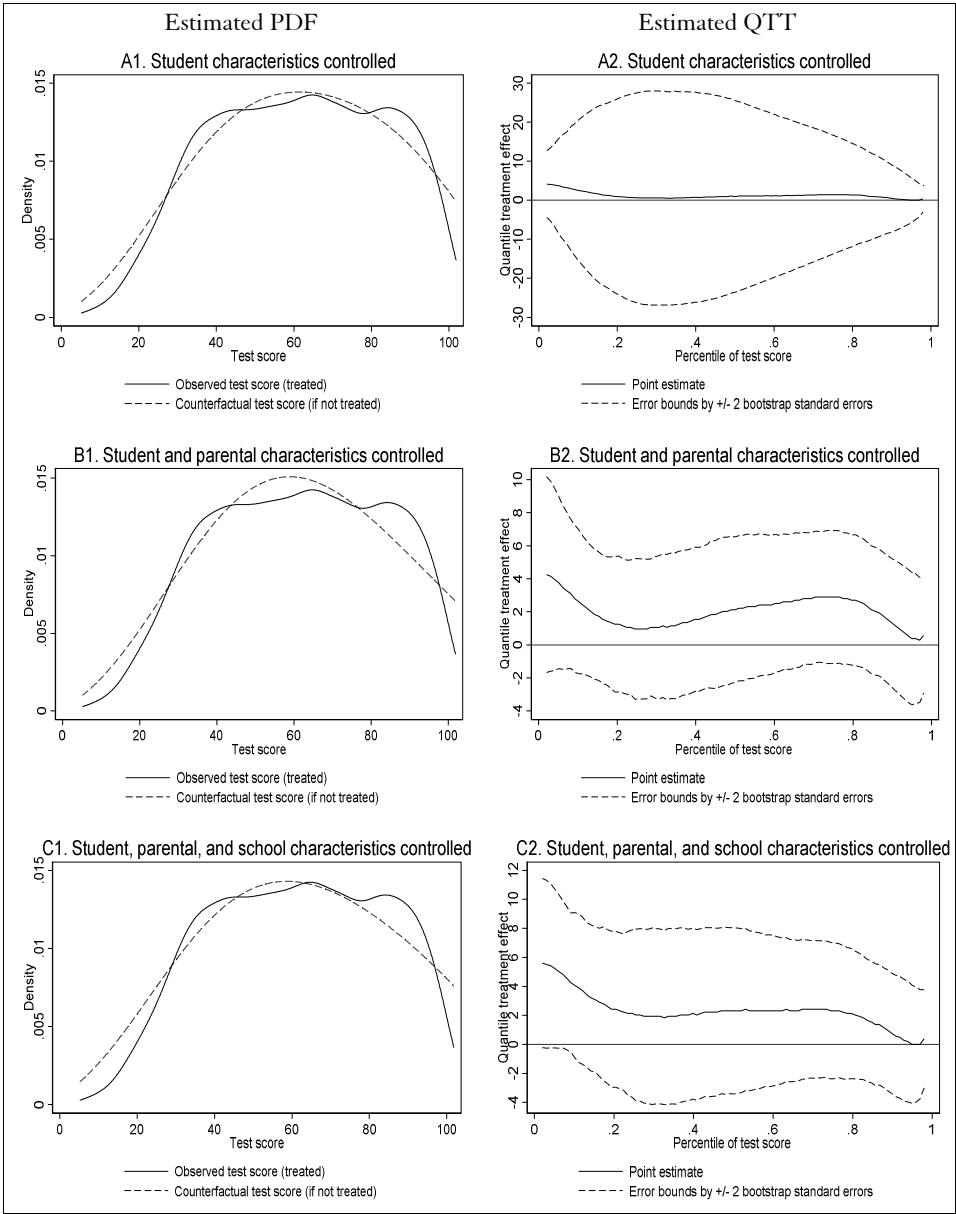 Estimated PDF
Estimated QTT
A1. Student characteristics controlled
.015
.01
.005
0
Density
0 20 40 60 80 100
Test score
Observed test score (treated)
Counterfactual test score (if not treated)
A2. Student characteristics controlled
30
20
10
0
-10
-20
-30
Quantile treatment effect
0 .2 .4 .6 .8 1
Percentile of test score
Point estimate
Error bounds by +/- 2 bootstrap standard errors
B1. Student and parental characteristics controlled
.015
.01
.005
0
Density
0 20 40 60 80 100
Test score
Observed test score (treated)
Counterfactual test score (if not treated)
B2. Student and parental characteristics controlled
10
8
6
4
2
0
-2
-4
Quantile treatment effect
0 .2 .4 .6 .8 1
Percentile of test score
Point estimate
Error bounds by +/- 2 bootstrap standard errors
C1. Student, parental, and school characteristics controlled
.015
.01
.005
0
Density
0 20 40 60 80 100
Test score
Observed test score (treated)
Counterfactual test score (if not treated)
C2. Student, parental, and school characteristics controlled
12
10
8
6
4
2
0
-2
-4
Quantile treatment effect
0 .2 .4 .6 .8 1
Percentile of test score
Point estimate
Error bounds by +/- 2 bootstrap standard errors